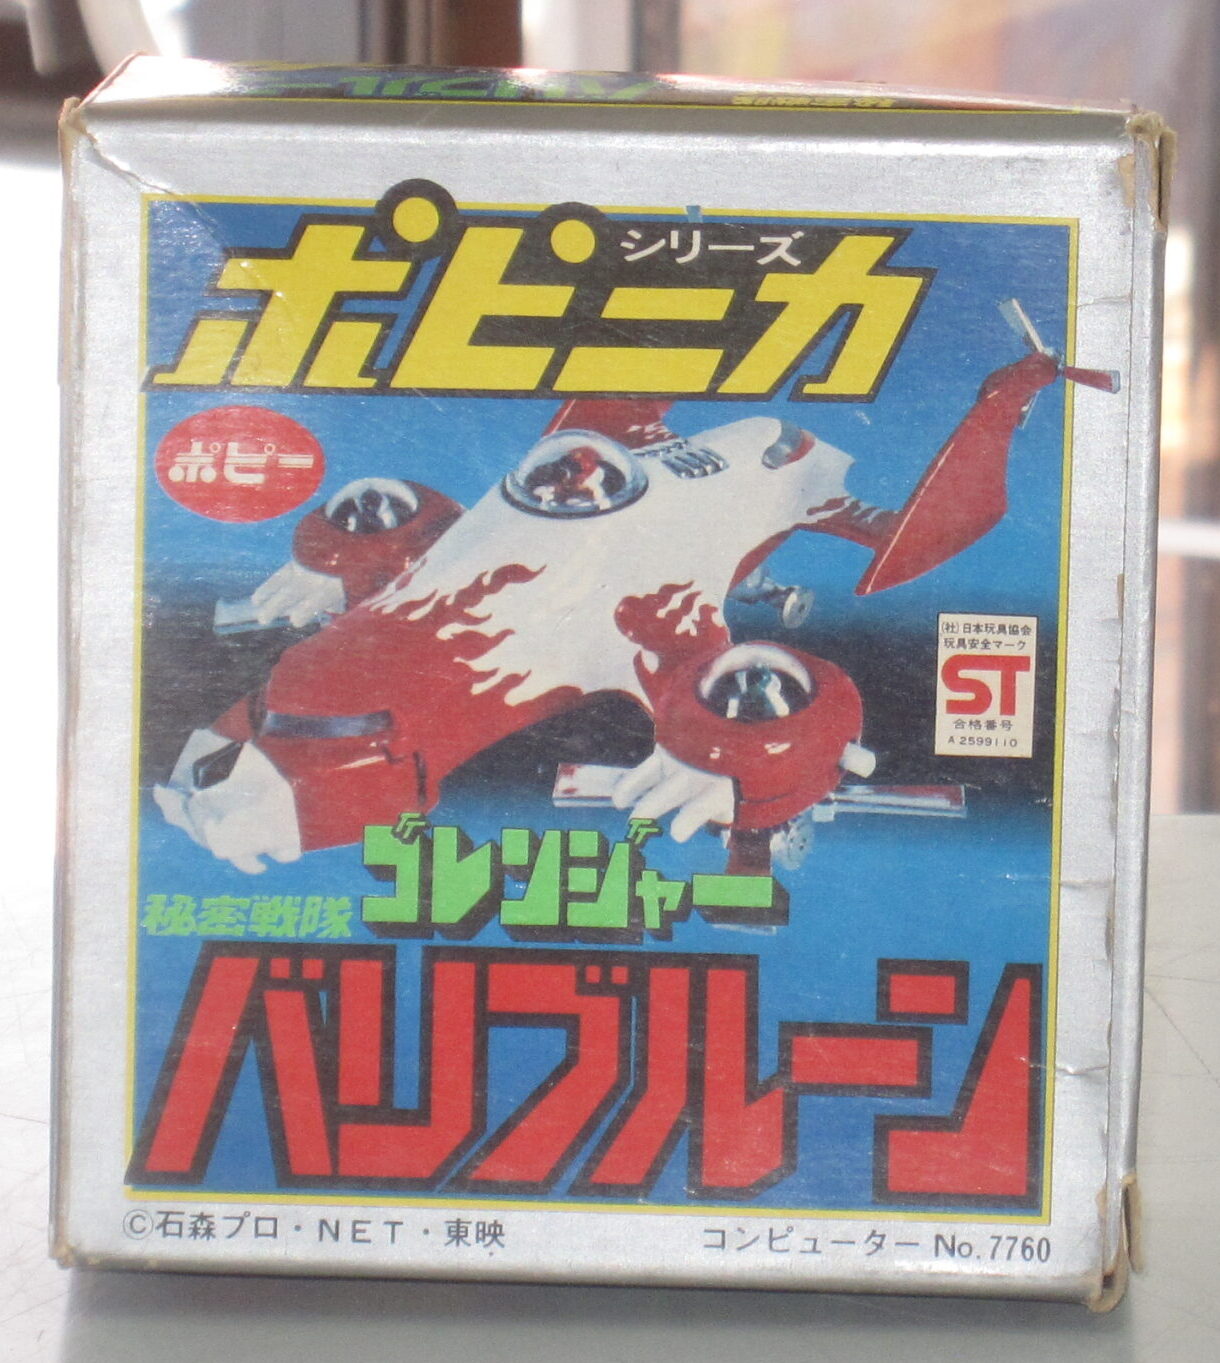 シリーズ
ポピニカ
ポピー
(社)日本玩具協会
玩具安全マーク
ST
合格番号
A 2599110
秘密戦隊 ゴレンジャー
バリブルーン
©石森プロ・NET・東映
コンピューター No.7760